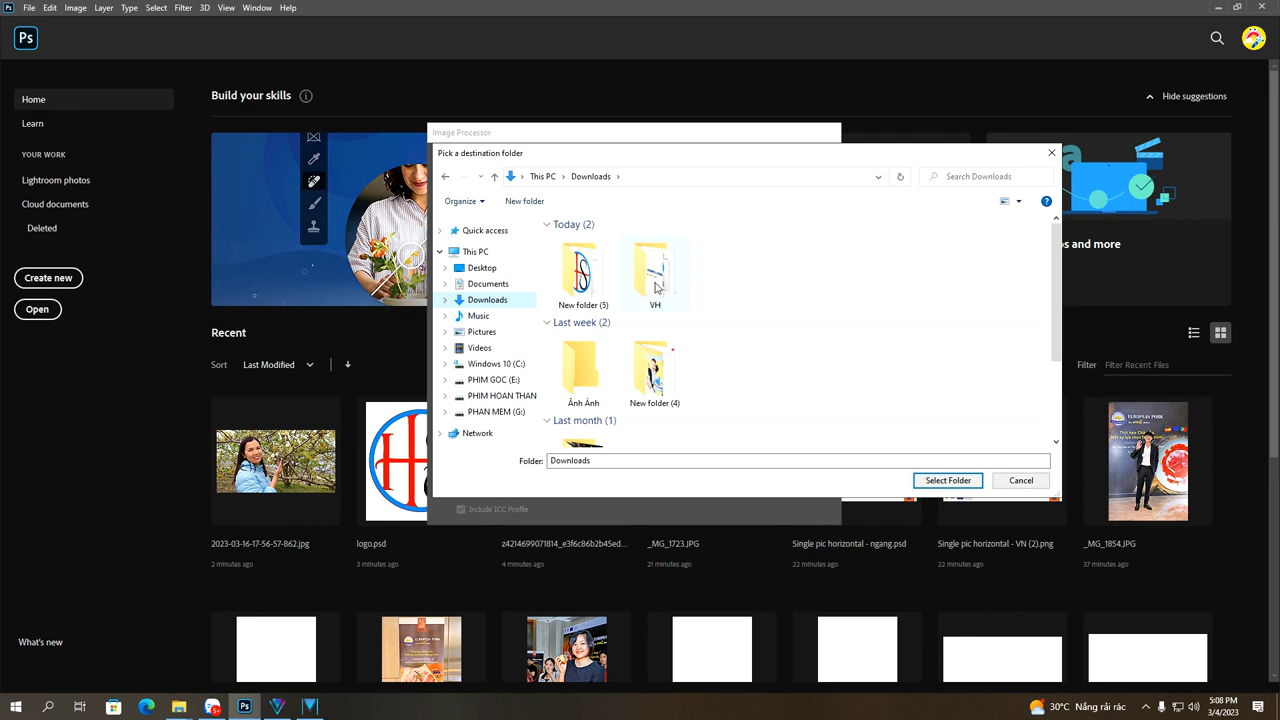 Ps File Edit Image Layer Type Select Filter 3D View Window Help
Ps
Home
Learn
YOUR WORK
Lightroom photos
Cloud documents
Deleted
Create new
Open
What's new
Build your skills
Hide suggestions
os and more
Image Processor
Pick a destination folder
This PC > Downloads >
Search Downloads
Organize
New folder
Quick access
This PC
Desktop
Documents
Downloads
Music
Pictures
Videos
Windows 10 (C:)
PHIM GOC (E:)
PHIM HOAN THAN
PHAN MEM (G:)
Network
Today (2)
New folder (5)
VH
Last week (2)
Ánh Ánh
New folder (4)
Last month (1)
Folder: Downloads
Select Folder
Cancel
Include ICC Profile
Recent
Sort Last Modified
Filter Filter Recent Files
2023-03-16-17-56-57-862.jpg
2 minutes ago
logo.psd
3 minutes ago
z4214699071814_e3f6c86b2b45ed...
4 minutes ago
_MG_1723.JPG
21 minutes ago
Single pic horizontal - ngang.psd
22 minutes ago
Single pic horizontal - VN (2).png
22 minutes ago
EUROPEAN PORK
_MG_1854.JPG
37 minutes ago
30°C Nắng rải rác
5:08 PM
3/4/2023